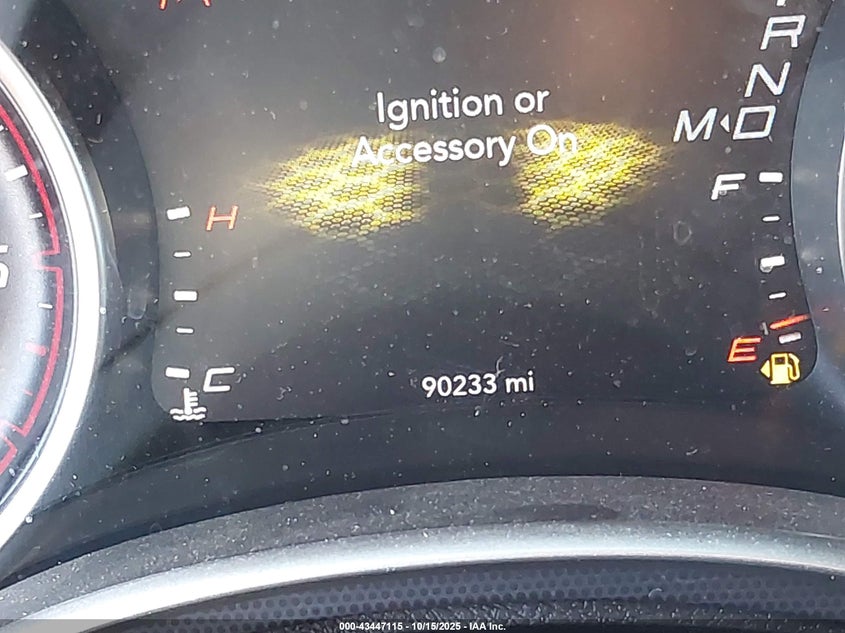 R
N
Ignition or
M D
Accessory On
F
H
E
C
90233 mi
000-43447115 - 10/15/2025 - IAA Inc.